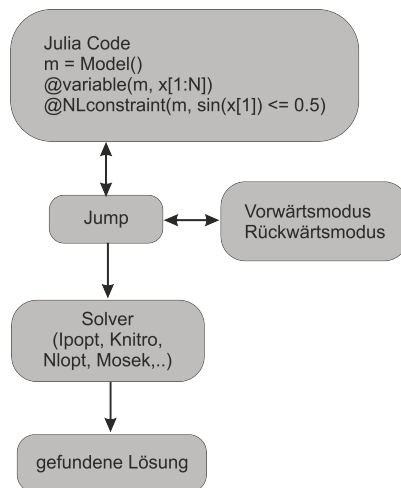 Julia Code
m = Model()
@variable(m, x[1:N])
@NLconstraint(m, sin(x[1]) <= 0.5)
Jump
Vorwärtsmodus
Rückwärtsmodus
Solver
(Ipopt, Knitro,
Nlopt, Mosek,..)
gefundene Lösung